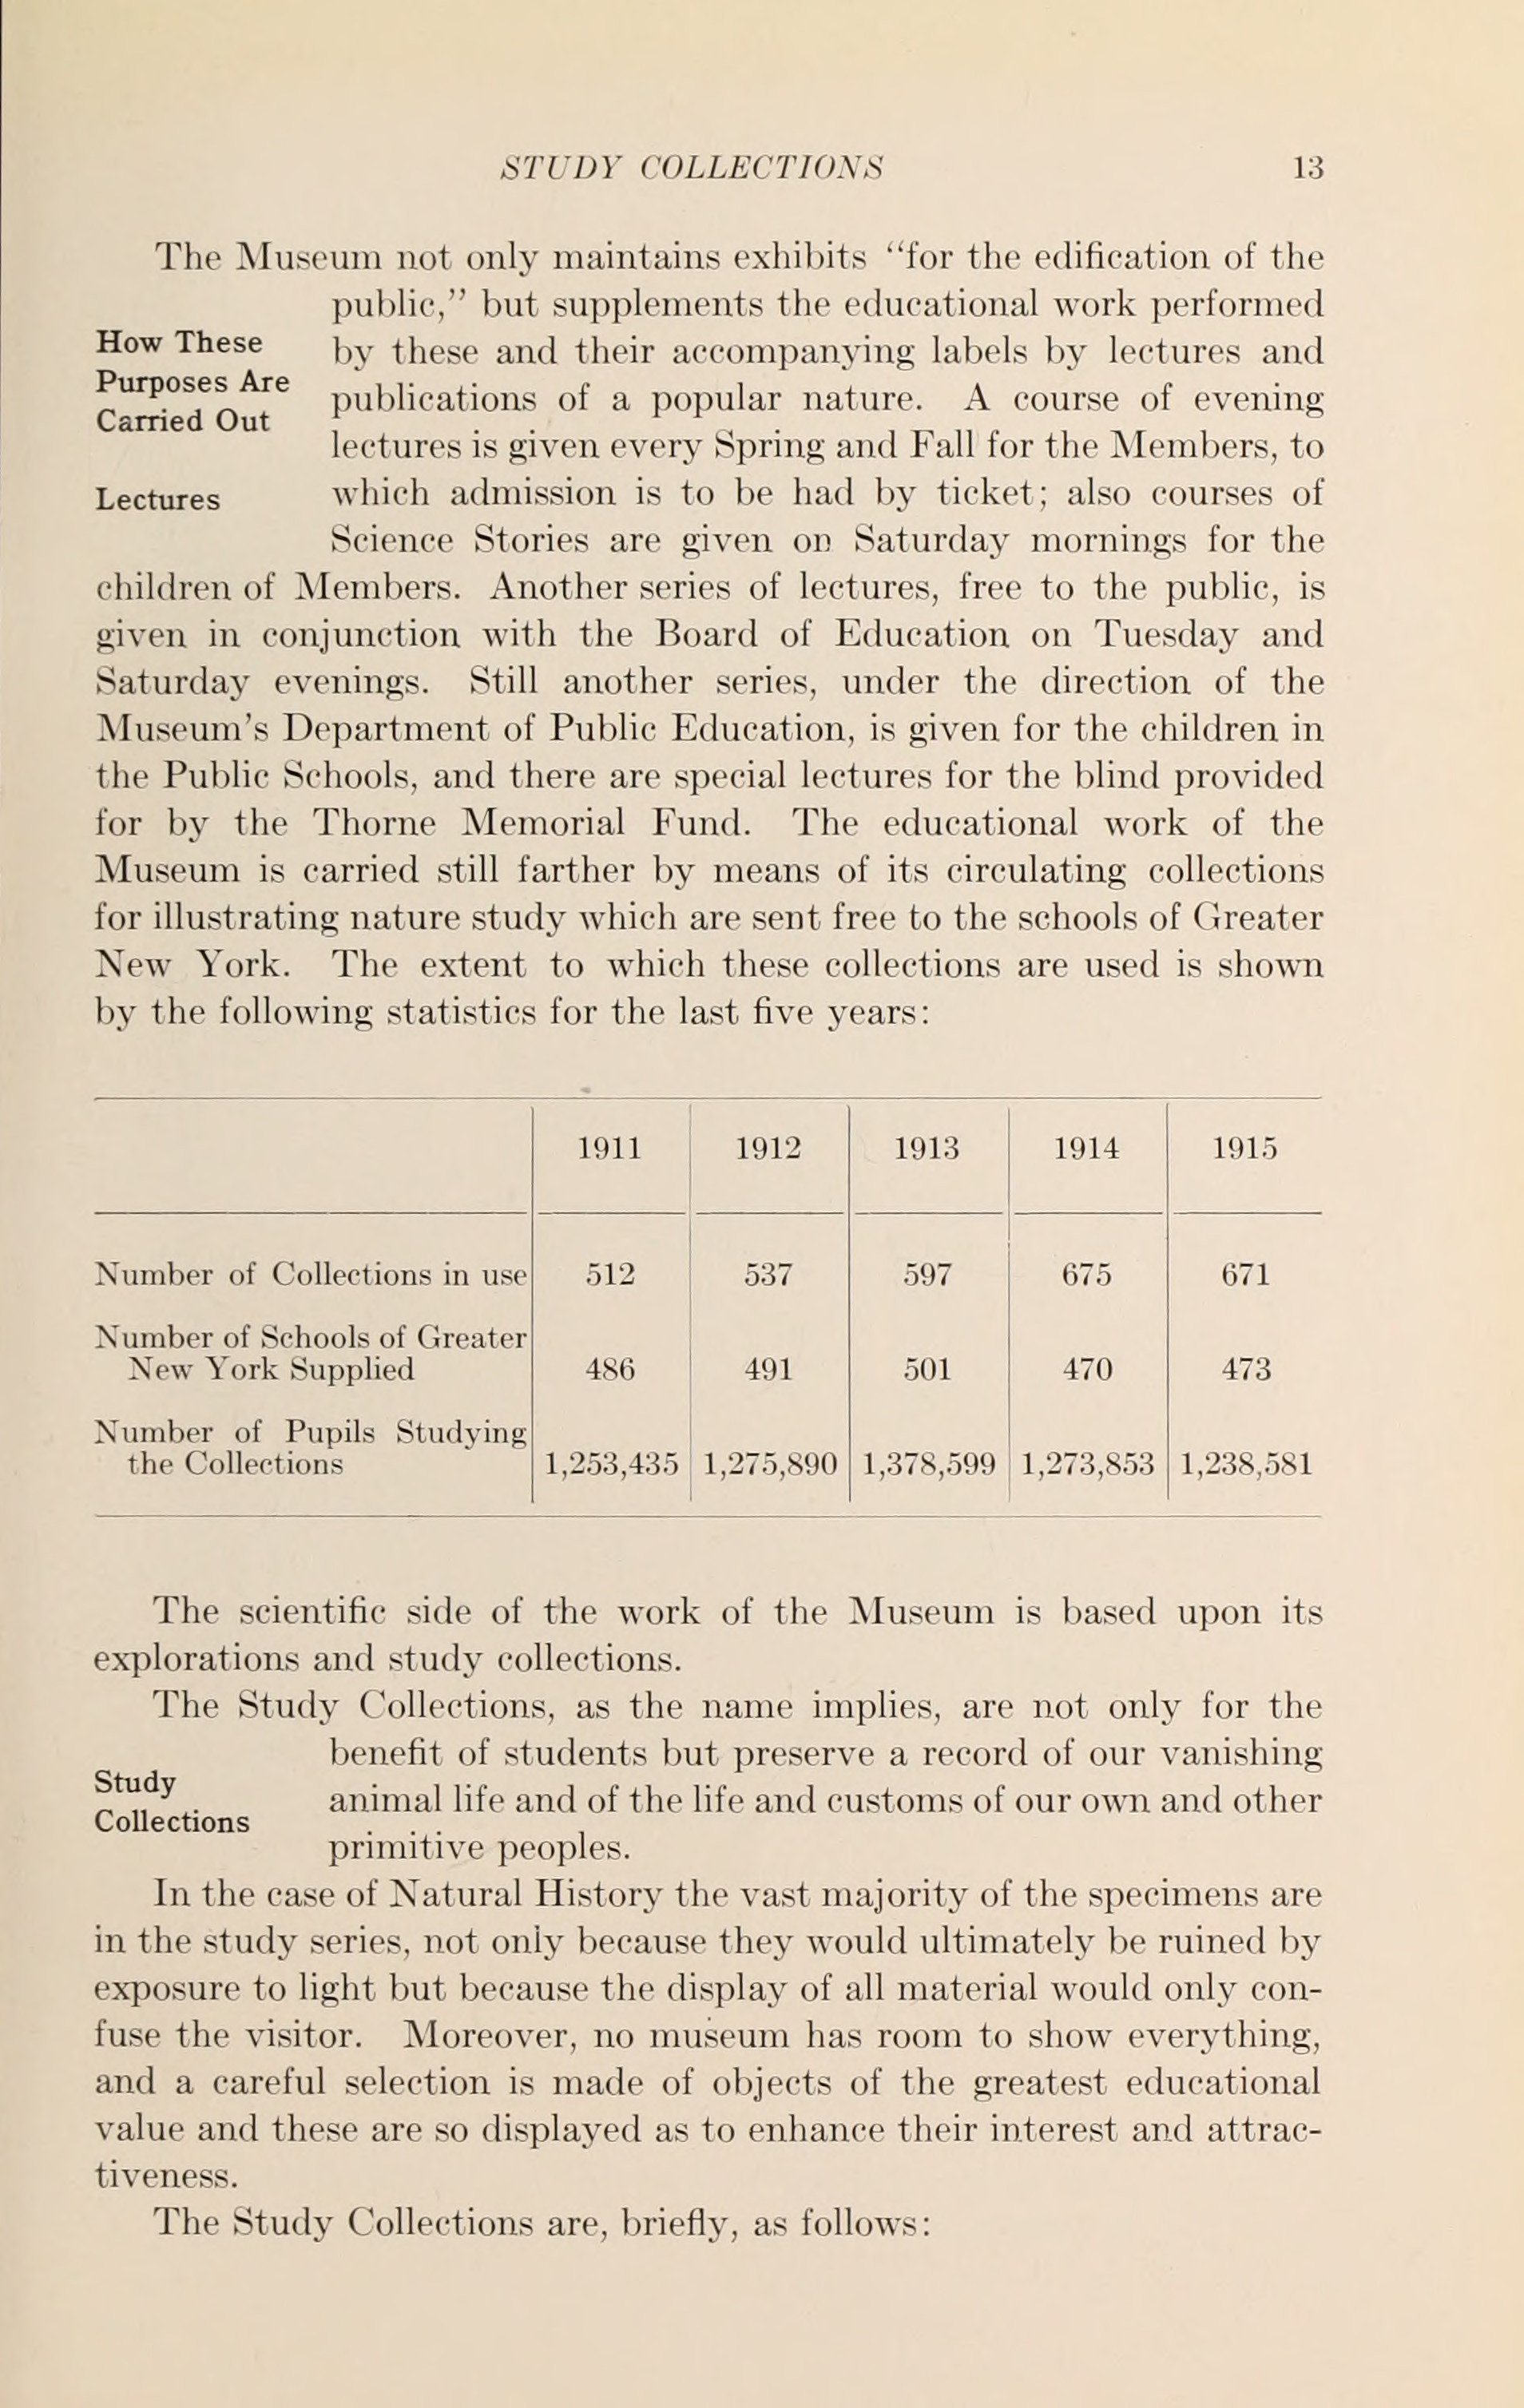 STUDY COLLECTIONS 13
The Museum not only maintains exhibits “for the edification of the
public,” but supplements the educational work performed
How These
Purposes Are
Carried Out
by these and their accompanying labels by lectures and
publications of a popular nature. A course of evening
lectures is given every Spring and Fall for the Members, to
Lectures
which admission is to be had by ticket; also courses of
Science Stories are given on Saturday mornings for the
children of Members. Another series of lectures, free to the public, is
given in conjunction with the Board of Education on Tuesday and
Saturday evenings. Still another series, under the direction of the
Museum’s Department of Public Education, is given for the children in
the Public Schools, and there are special lectures for the blind provided
for by the Thorne Memorial Fund. The educational work of the
Museum is carried still farther by means of its circulating collections
for illustrating nature study which are sent free to the schools of Greater
New York. The extent to which these collections are used is shown
by the following statistics for the last five years:
1911 1912 1913 1914 1915
Number of Collections in use 512 537 597 675 671
Number of Schools of Greater
New York Supplied 486 491 501 470 473
Number of Pupils Studying
the Collections 1,253,435 1,275,890 1,378,599 1,273,853 1,238,581
The scientific side of the work of the Museum is based upon its
explorations and study collections.
The Study Collections, as the name implies, are not only for the
benefit of students but preserve a record of our vanishing
Study
Collections
animal life and of the life and customs of our own and other
primitive peoples.
In the case of Natural History the vast majority of the specimens are
in the study series, not only because they would ultimately be ruined by
exposure to light but because the display of all material would only con-
fuse the visitor. Moreover, no museum has room to show everything,
and a careful selection is made of objects of the greatest educational
value and these are so displayed as to enhance their interest and attrac-
tiveness.
The Study Collections are, briefly, as follows: